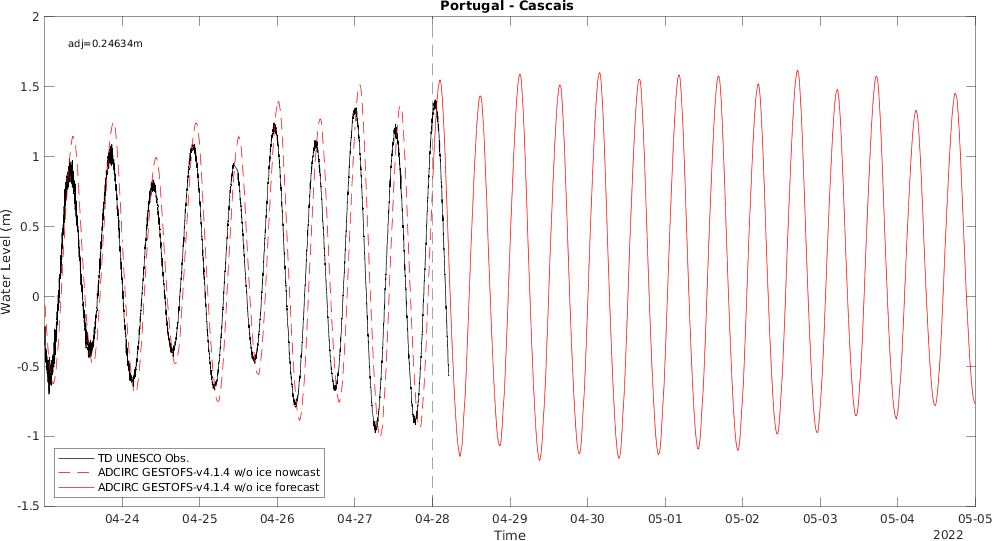 Portugal - Cascais
adj=0.24634m
2
1.5
1
0.5
0
-0.5
-1
-1.5
Water Level (m)
TD UNESCO Obs.
ADCIRC GESTOFS-v4.1.4 w/o ice nowcast
ADCIRC GESTOFS-v4.1.4 w/o ice forecast
04-24 04-25 04-26 04-27 04-28 04-29 04-30 05-01 05-02 05-03 05-04 05-05
Time
2022